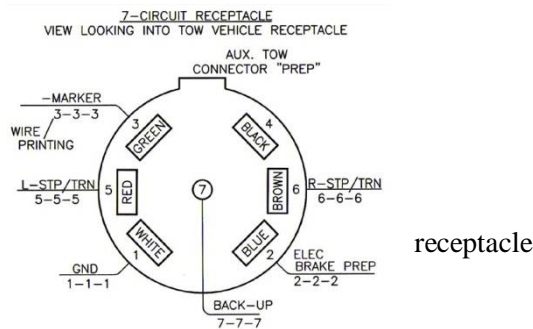 7-CIRCUIT RECEPTACLE
VIEW LOOKING INTO TOW VEHICLE RECEPTACLE
AUX. TOW
CONNECTOR "PREP"
-MARKER
3-3-3
WIRE
PRINTING
3
GREEN
4
BLACK
L-STP/TRN
5-5-5
5
RED
7
BROWN
6
R-STP/TRN
6-6-6
WHITE
1
BLUE
2
GND
1-1-1
ELEC
BRAKE PREP
2-2-2
BACK-UP
7-7-7
receptacle